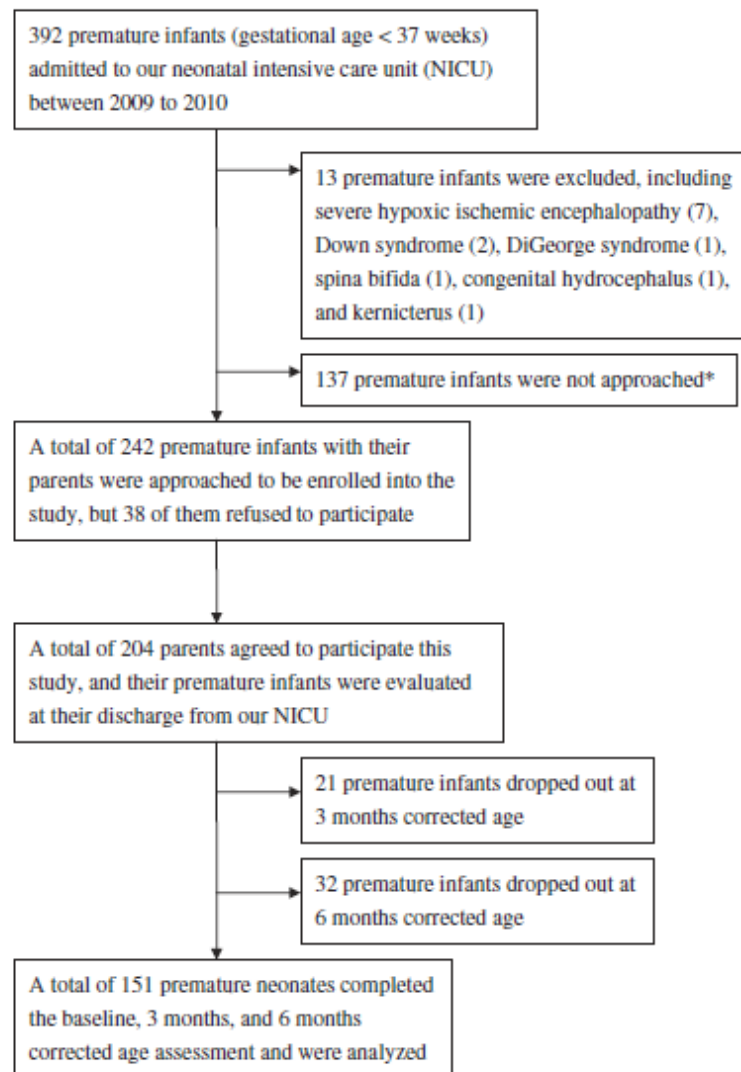 392 premature infants (gestational age < 37 weeks)
admitted to our neonatal intensive care unit (NICU)
between 2009 to 2010
13 premature infants were excluded, including
severe hypoxic ischemic encephalopathy (7),
Down syndrome (2), DiGeorge syndrome (1),
spina bifida (1), congenital hydrocephalus (1),
and kernicterus (1)
137 premature infants were not approached*
A total of 242 premature infants with their
parents were approached to be enrolled into the
study, but 38 of them refused to participate
A total of 204 parents agreed to participate this
study, and their premature infants were evaluated
at their discharge from our NICU
21 premature infants dropped out at
3 months corrected age
32 premature infants dropped out at
6 months corrected age
A total of 151 premature neonates completed
the baseline, 3 months, and 6 months
corrected age assessment and were analyzed